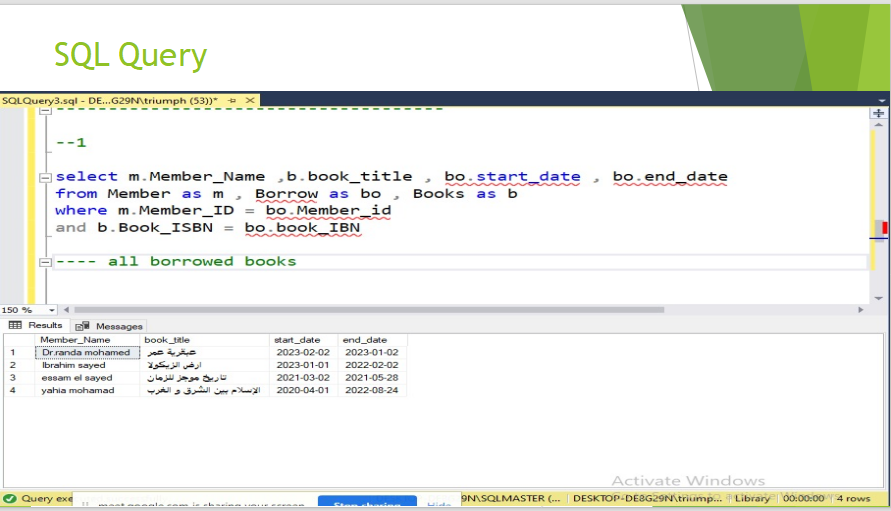 SQL Query
SQLQuery3.sql - DE...G29N\triumph (53))*
--1
select m.Member_Name ,b.book_title , bo.start_date , bo.end_date
from Member as m , Borrow as bo , Books as b
where m.Member_ID = bo.Member_id
and b.Book_ISBN = bo.book_IBN
---- all borrowed books
150 %
Results Messages
Member_Name book_title start_date end_date
1 Dr.randa mohamed عبقرية عمر 2023-02-02 2023-01-02
2 Ibrahim sayed ارض الزيكولا 2023-01-01 2022-02-02
3 essam el sayed تاريخ موجز للزمان 2021-03-02 2021-05-28
4 yahia mohamad الإسلام بين الشرق و الغرب 2020-04-01 2022-08-24
Activate Windows
Query exe 9N\SQLMASTER (... DESKTOP-DE8G29N\triump... Library 00:00:00 4 rows
meet.google.com is sharing your screen. Stop sharing Hide